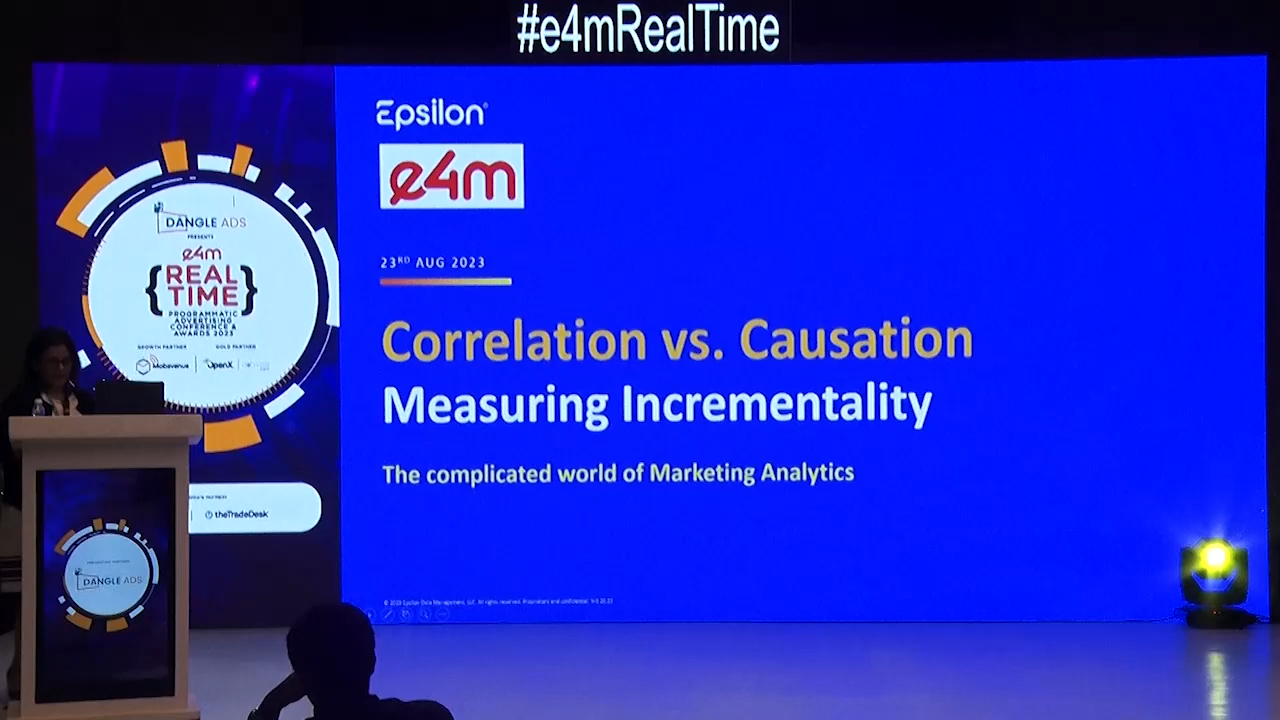 #e4mRealTime
Epsilon
e4m
23RD AUG 2023
Correlation vs. Causation
Measuring Incrementality
The complicated world of Marketing Analytics
DANGLE ADS
PRESENTS
e4m
{REAL
TIME}
PROGRAMMATIC
ADVERTISING
CONFERENCE &
AWARDS 2023
GROWTH PARTNER GOLD PARTNER
Mobavenue OpenX
theTradeDesk
DANGLE ADS